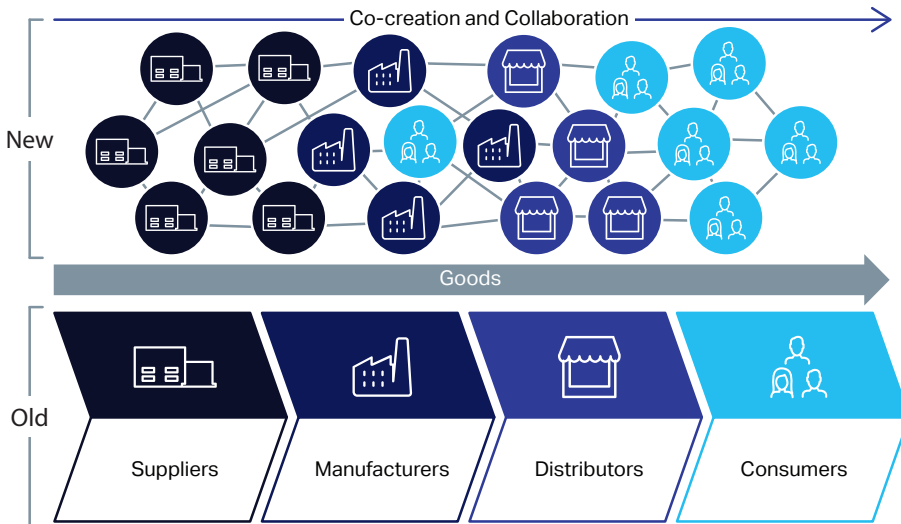 Co-creation and Collaboration
New
Goods
Old
Suppliers
Manufacturers
Distributors
Consumers